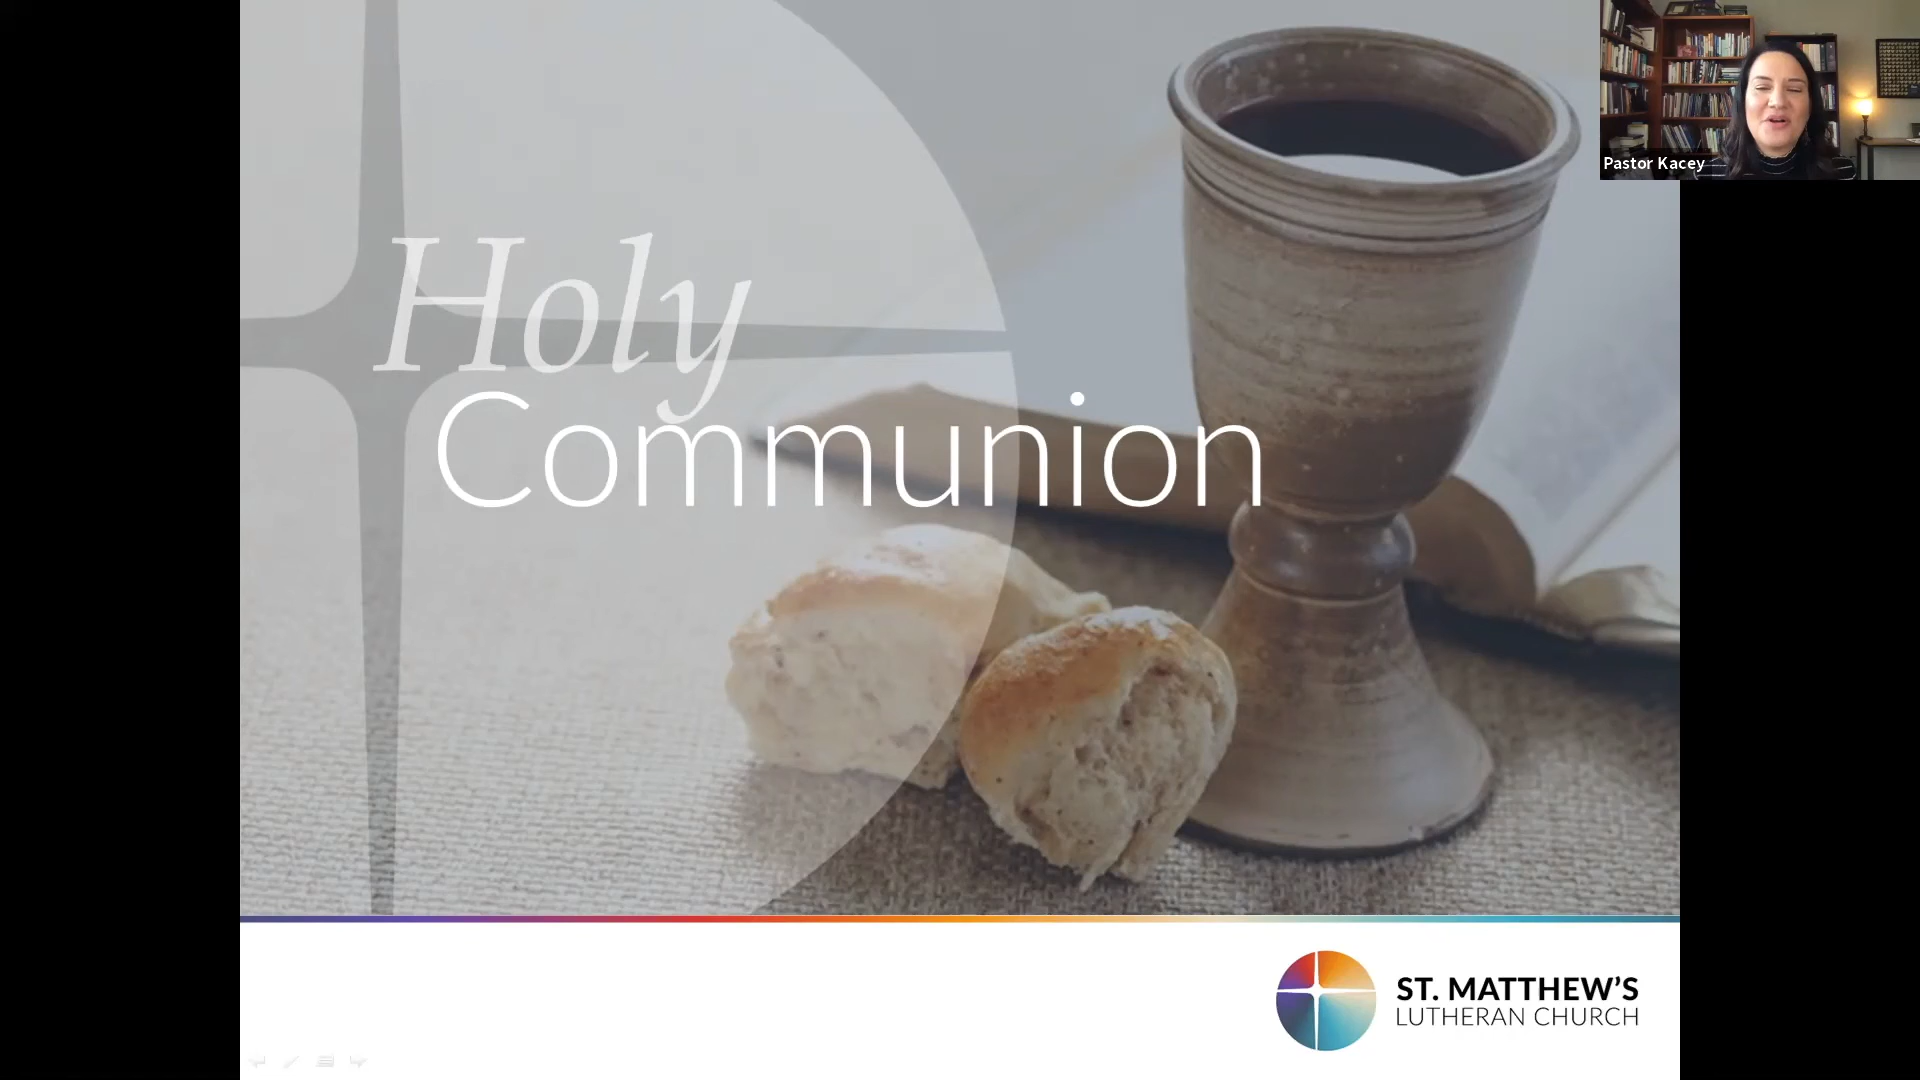 Holy
Communion
Pastor Kacey
ST. MATTHEW'S
LUTHERAN CHURCH